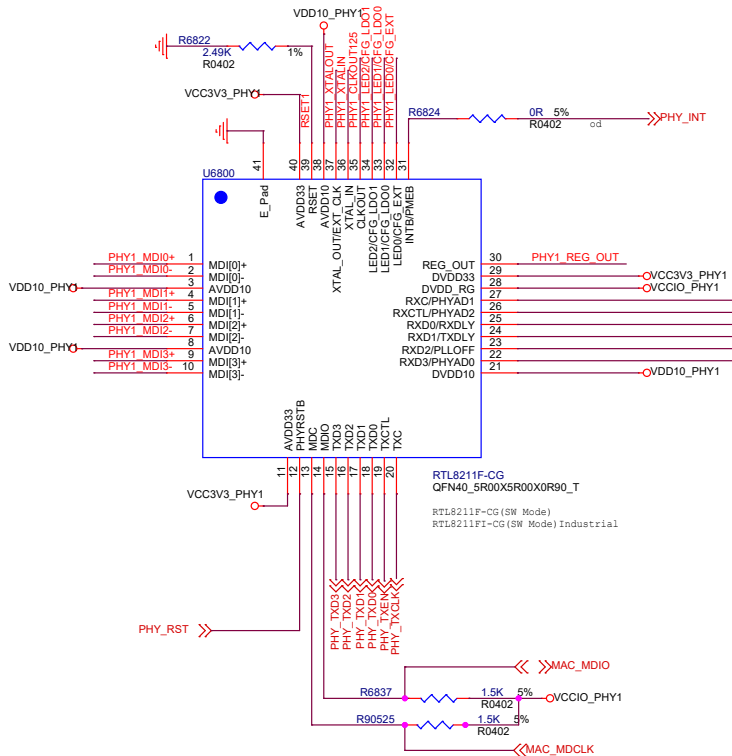 R6822
2.49K
1%
R0402
VDD10_PHY1
VCC3V3_PHY1
RSET1
PHY1_XTALOUT
PHY1_XTALIN
PHY1_CLKOUT125
PHY1_LED2/CFG_LDO1
PHY1_LED1/CFG_LDO0
PHY1_LED0/CFG_EXT
R6824
0R
5%
R0402
od
PHY_INT
U6800
41
40
39
38
37
36
35
34
33
32
31
E_Pad
AVDD33
RSET
AVDD10
XTAL_OUT/EXT_CLK
XTAL_IN
CLKOUT
LED2/CFG_LDO1
LED1/CFG_LDO0
LED0/CFG_EXT
INTB/PMEB
PHY1_MDI0+ 1 MDI[0]+
PHY1_MDI0- 2 MDI[0]-
VDD10_PHY1 3 AVDD10
PHY1_MDI1+ 4 MDI[1]+
PHY1_MDI1- 5 MDI[1]-
PHY1_MDI2+ 6 MDI[2]+
PHY1_MDI2- 7 MDI[2]-
VDD10_PHY1 8 AVDD10
PHY1_MDI3+ 9 MDI[3]+
PHY1_MDI3- 10 MDI[3]-
REG_OUT 30 PHY1_REG_OUT
DVDD33 29 VCC3V3_PHY1
DVDD_RG 28 VCCIO_PHY1
RXC/PHYAD1 27
RXCTL/PHYAD2 26
RXD0/RXDLY 25
RXD1/TXDLY 24
RXD2/PLLOFF 23
RXD3/PHYAD0 22
DVDD10 21 VDD10_PHY1
AVDD33
PHYRSTB
MDC
MDIO
TXD3
TXD2
TXD1
TXD0
TXCTL
TXC
11
12
13
14
15
16
17
18
19
20
RTL8211F-CG
QFN40_5R00X5R00X0R90_T
RTL8211F-CG(SW Mode)
RTL8211FI-CG(SW Mode)Industrial
VCC3V3_PHY1
PHY_RST
PHY_TXD3
PHY_TXD2
PHY_TXD1
PHY_TXD0
PHY_TXEN
PHY_TXCLK
MAC_MDIO
R6837
1.5K
5%
R0402
VCCIO_PHY1
R90525
1.5K
5%
R0402
MAC_MDCLK